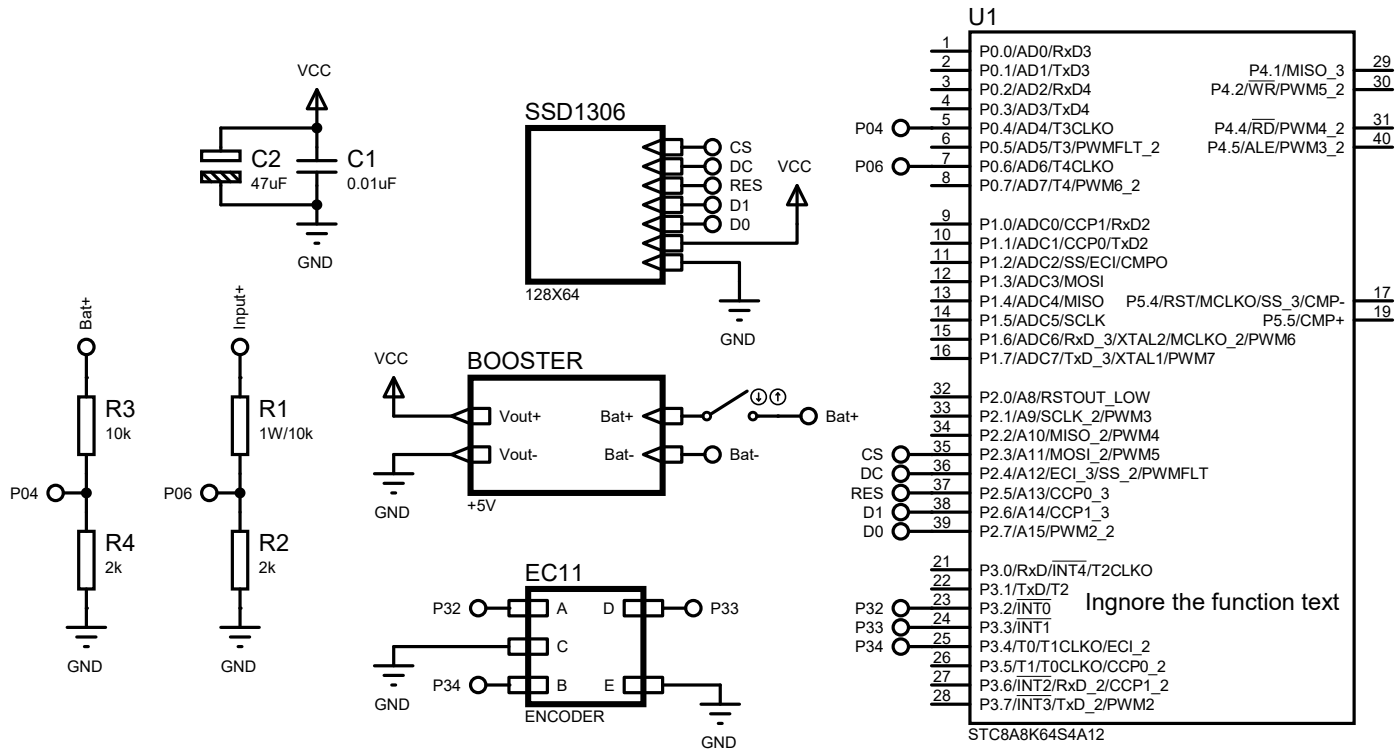 VCC
C2
47uF
C1
0.01uF
GND
Bat+
R3
10k
P04
R4
2k
GND
Input+
R1
1W/10k
P06
R2
2k
GND
SSD1306
CS
DC
RES
D1
D0
VCC
128X64
GND
BOOSTER
VCC
Vout+
Bat+
Bat+
Vout-
Bat-
Bat-
GND
+5V
EC11
P32
A
D
P33
C
GND
P34
B
E
ENCODER
GND
U1
1 P0.0/AD0/RxD3
2 P0.1/AD1/TxD3
3 P0.2/AD2/RxD4
4 P0.3/AD3/TxD4
P04 5 P0.4/AD4/T3CLKO
6 P0.5/AD5/T3/PWMFLT_2
P06 7 P0.6/AD6/T4CLKO
8 P0.7/AD7/T4/PWM6_2
9 P1.0/ADC0/CCP1/RxD2
10 P1.1/ADC1/CCP0/TxD2
11 P1.2/ADC2/SS/ECI/CMPO
12 P1.3/ADC3/MOSI
13 P1.4/ADC4/MISO
14 P1.5/ADC5/SCLK
15 P1.6/ADC6/RxD_3/XTAL2/MCLKO_2/PWM6
16 P1.7/ADC7/TxD_3/XTAL1/PWM7
32 P2.0/A8/RSTOUT_LOW
33 P2.1/A9/SCLK_2/PWM3
34 P2.2/A10/MISO_2/PWM4
CS 35 P2.3/A11/MOSI_2/PWM5
DC 36 P2.4/A12/ECI_3/SS_2/PWMFLT
RES 37 P2.5/A13/CCP0_3
D1 38 P2.6/A14/CCP1_3
D0 39 P2.7/A15/PWM2_2
21 P3.0/RxD/INT4/T2CLKO
22 P3.1/TxD/T2
P32 23 P3.2/INT0
P33 24 P3.3/INT1
P34 25 P3.4/T0/T1CLKO/ECI_2
26 P3.5/T1/T0CLKO/CCP0_2
27 P3.6/INT2/RxD_2/CCP1_2
28 P3.7/INT3/TxD_2/PWM2
P4.1/MISO_3 29
P4.2/WR/PWM5_2 30
P4.4/RD/PWM4_2 31
P4.5/ALE/PWM3_2 40
P5.4/RST/MCLKO/SS_3/CMP- 17
P5.5/CMP+ 19
Ingnore the function text
STC8A8K64S4A12